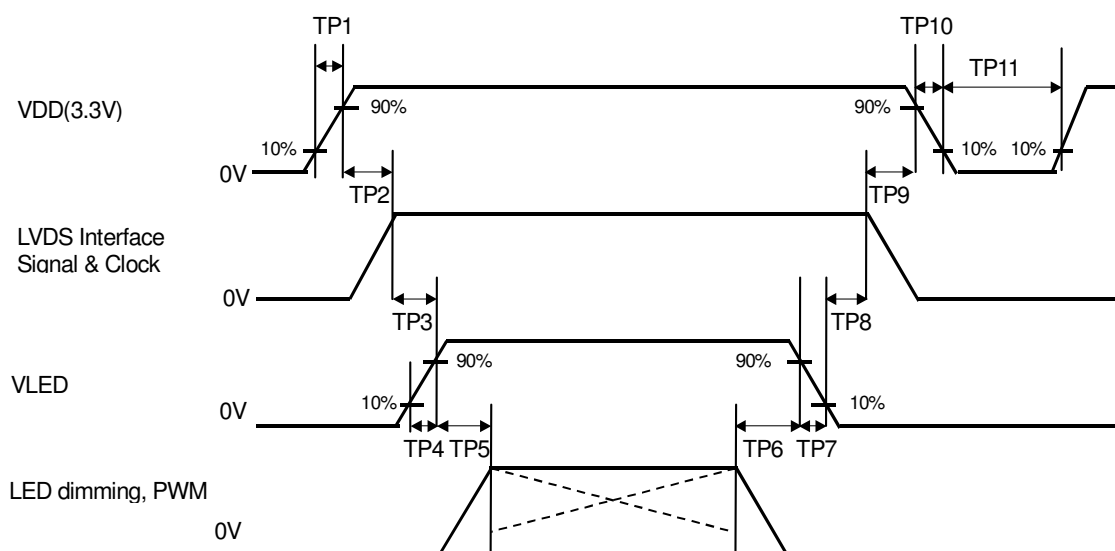 TP1
TP10
TP11
VDD(3.3V)
90%
90%
10%
10%
10%
0V
TP2
TP9
LVDS Interface
Signal & Clock
0V
TP3
TP8
90%
90%
VLED
10%
10%
0V
TP4
TP5
TP6
TP7
LED dimming, PWM
0V